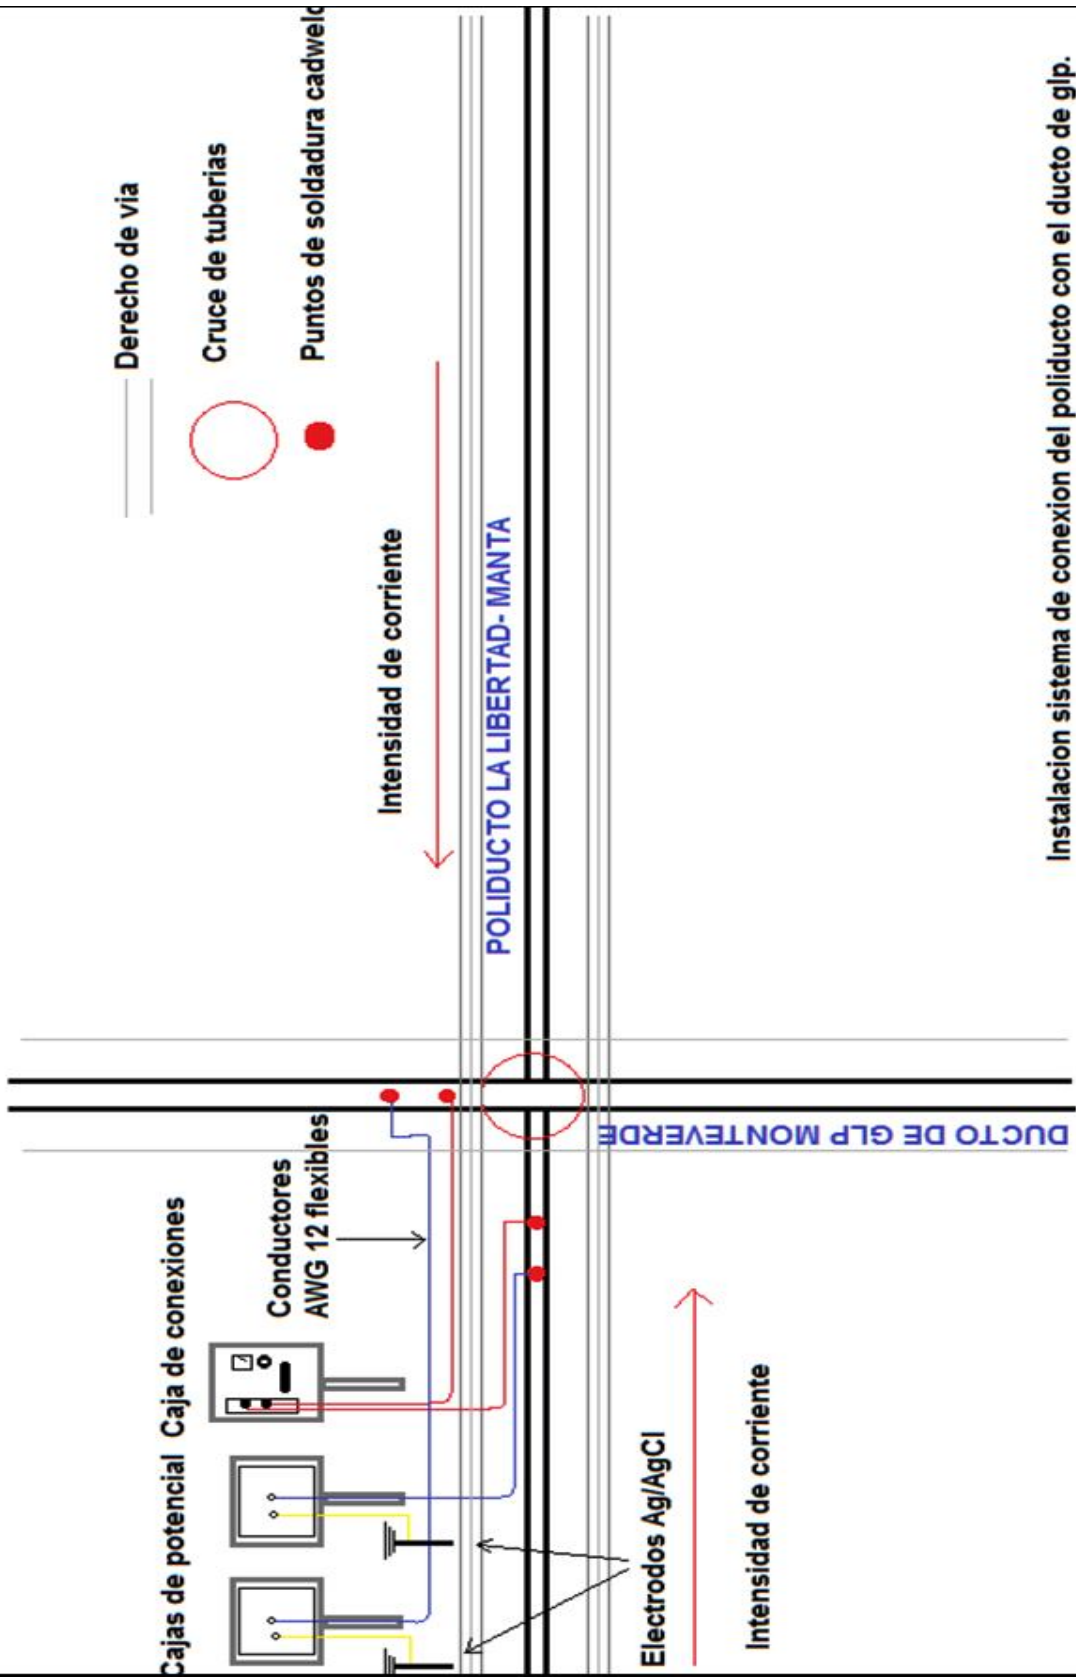 Derecho de via
Cruce de tuberias
Puntos de soldadura
Intensidad de corriente
POLIDUCTO LA LIBERTAD- MANTA
Cajas de potencial
Caja de conexiones
Conductores
AWG 12 flexibles
DUCTO DE GLP MONTEVERDE
Electrodos Ag/AgCl
Intensidad de corriente
Instalacion sistema de conexion del poliducto con el ducto de glp.